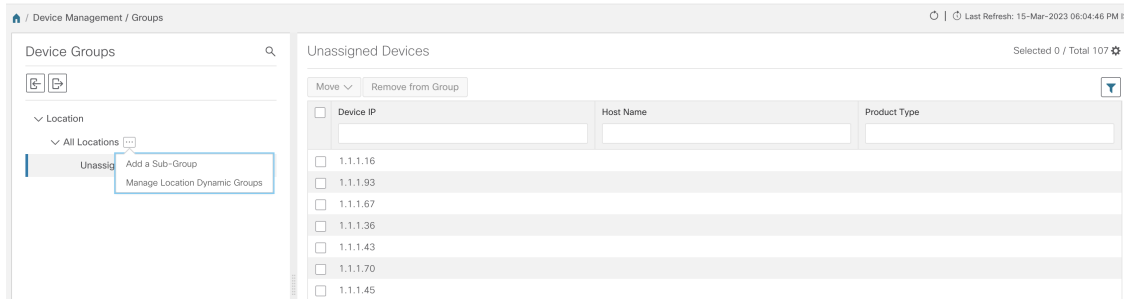 / Device Management / Groups
Last Refresh: 15-Mar-2023 06:04:46 PM
Device Groups
Unassigned Devices
Selected 0 / Total 107
Move
Remove from Group
Location
All Locations
Unassig
Add a Sub-Group
Manage Location Dynamic Groups
Device IP
Host Name
Product Type
1.1.1.16
1.1.1.93
1.1.1.67
1.1.1.36
1.1.1.43
1.1.1.70
1.1.1.45